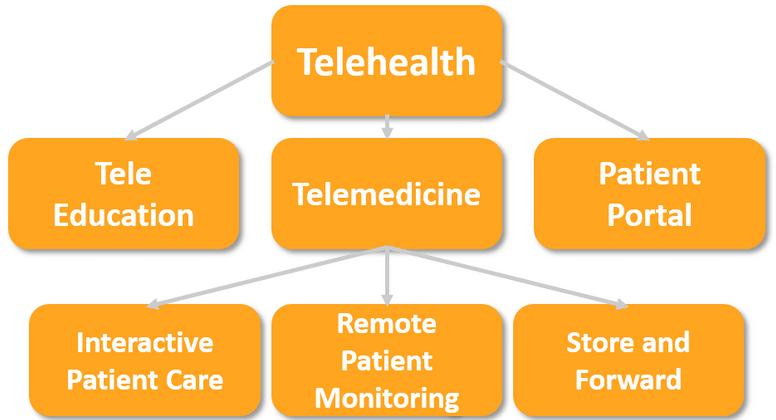 Telehealth
Tele
Education
Telemedicine
Patient
Portal
Interactive
Patient Care
Remote
Patient
Monitoring
Store and
Forward